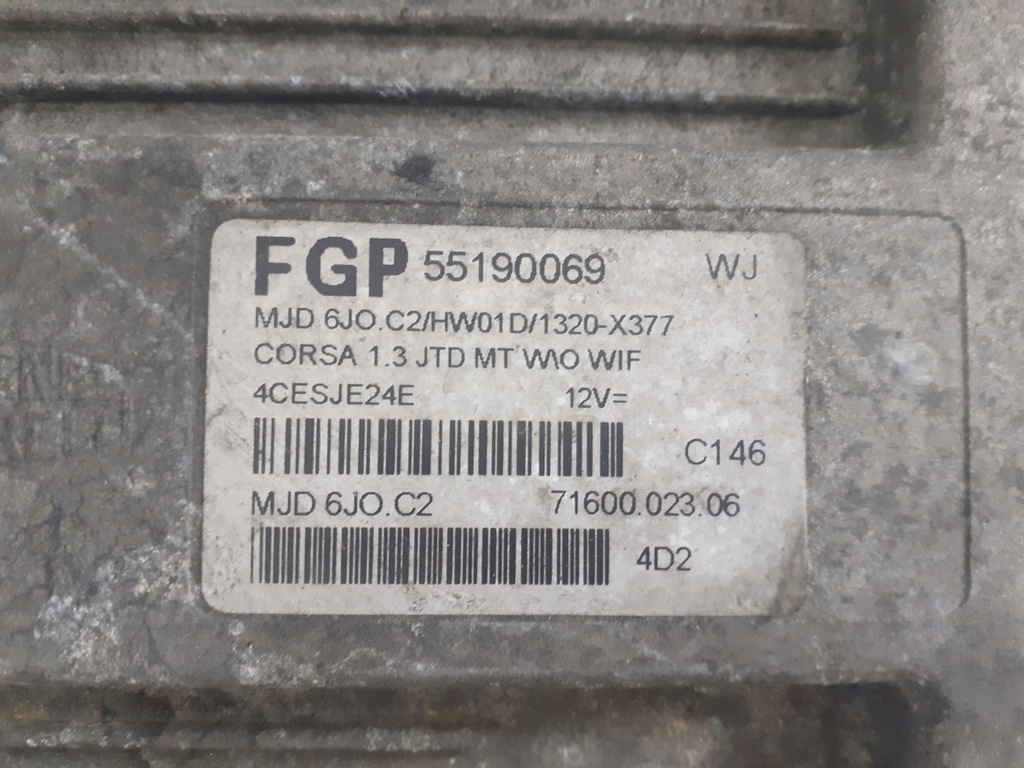 FGP 55190069 WJ
MJD 6JO.C2/HW01D/1320-X377
CORSA 1.3 JTD MT W\O WIF
4CESJE24E 12V=
C146
MJD 6JO.C2 71600.023.06
4D2